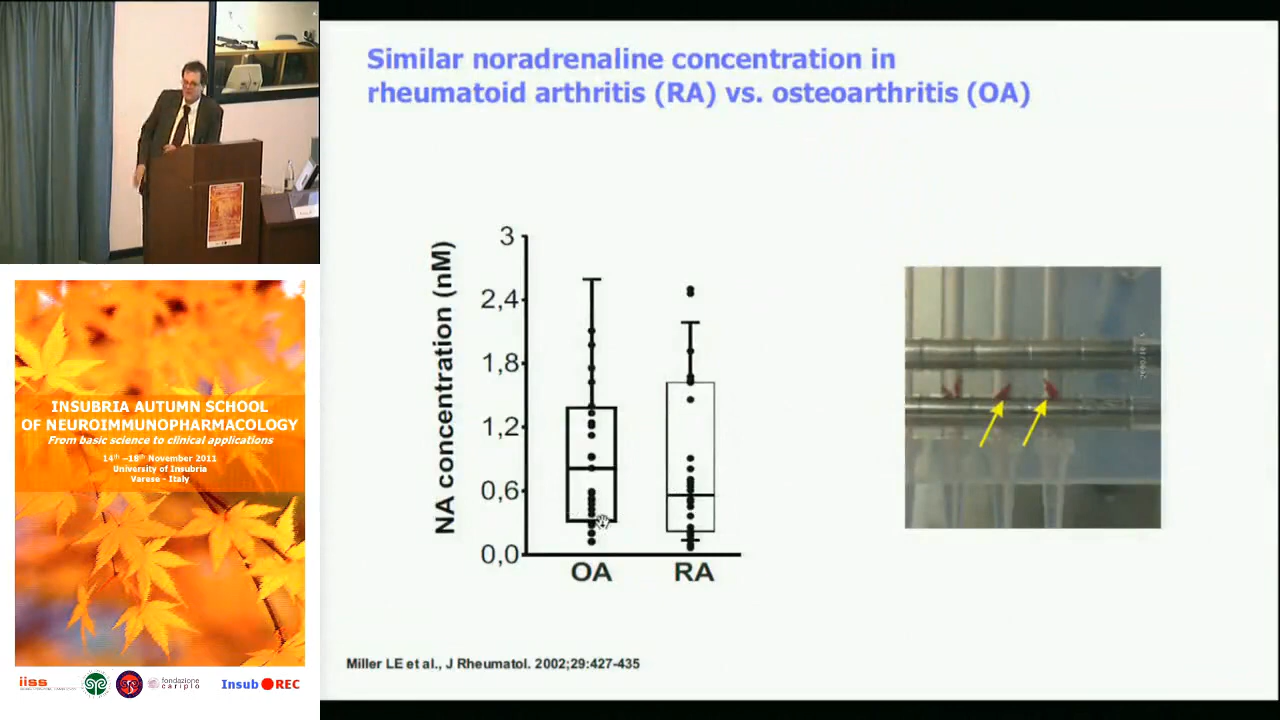 Similar noradrenaline concentration in
rheumatoid arthritis (RA) vs. osteoarthritis (OA)
NA concentration (nM)
3
2,4
1,8
1,2
0,6
0,0
OA
RA
Miller LE et al., J Rheumatol. 2002;29:427-435
INSUBRIA AUTUMN SCHOOL
OF NEUROIMMUNOPHARMACOLOGY
From basic science to clinical applications
14th –18th November 2011
University of Insubria
Varese - Italy
iiss
fondazione
cariplo
Insub REC